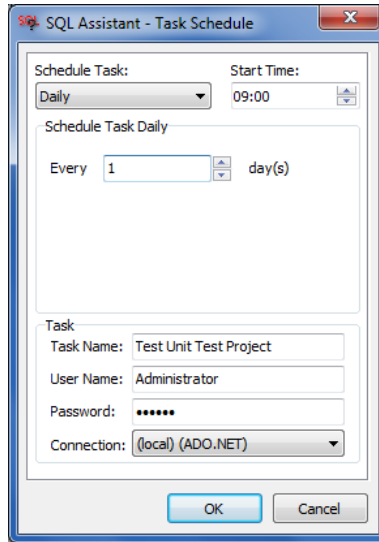 SQL Assistant - Task Schedule
Schedule Task: Start Time:
Daily 09:00
Schedule Task Daily
Every 1 day(s)
Task
Task Name: Test Unit Test Project
User Name: Administrator
Password: ••••••
Connection: (local) (ADO.NET)
OK Cancel